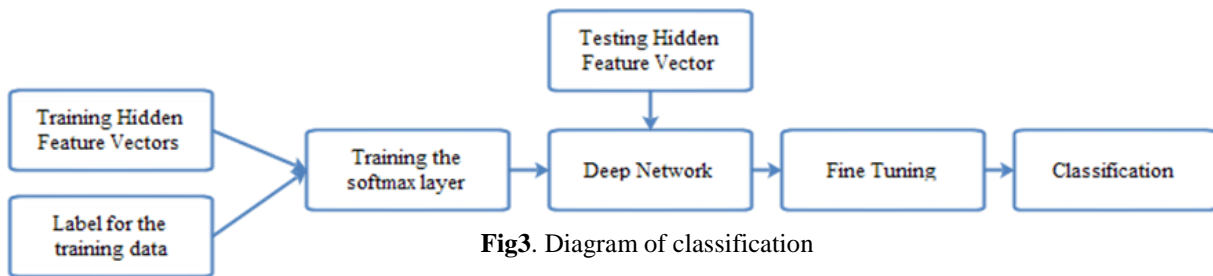 Testing Hidden
Feature Vector
Training Hidden
Feature Vectors
Training the
softmax layer
Deep Network
Fine Tuning
Classification
Label for the
training data
Fig3. Diagram of classification